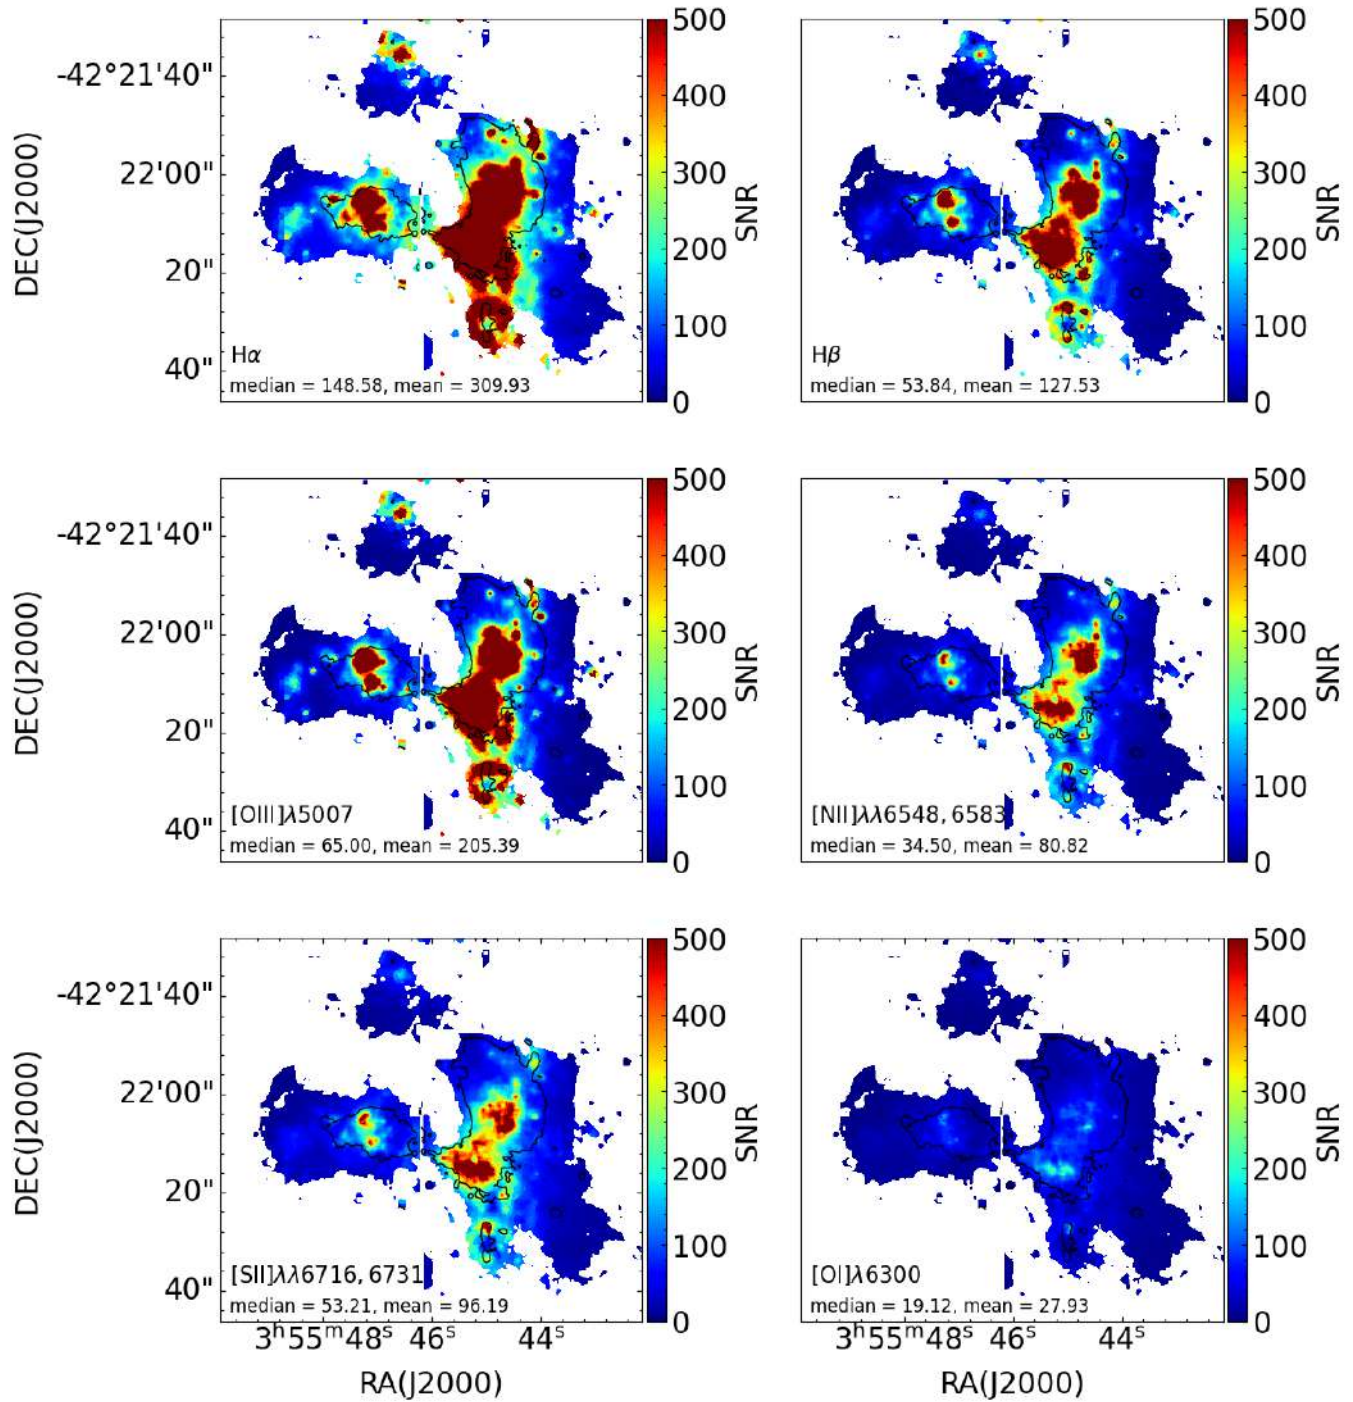 500
-42°21'40"
400
22'00"
300
200
20"
100
40"
0
DEC(J2000)
SNR
Hα
median = 148.58, mean = 309.93
500
400
300
200
100
0
SNR
Hβ
median = 53.84, mean = 127.53
500
-42°21'40"
400
22'00"
300
200
20"
100
40"
0
DEC(J2000)
SNR
[OIII]λ5007
median = 65.00, mean = 205.39
500
400
300
200
100
0
SNR
[NII]λλ6548, 6583
median = 34.50, mean = 80.82
500
-42°21'40"
400
22'00"
300
200
20"
100
40"
0
DEC(J2000)
SNR
[SII]λλ6716, 6731
median = 53.21, mean = 96.19
3ʰ55ᵐ48ˢ 46ˢ 44ˢ
RA(J2000)
500
400
300
200
100
0
SNR
[OI]λ6300
median = 19.12, mean = 27.93
3ʰ55ᵐ48ˢ 46ˢ 44ˢ
RA(J2000)